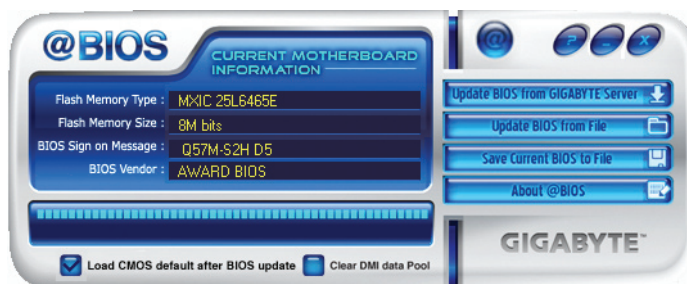 @BIOS
CURRENT MOTHERBOARD
INFORMATION
Flash Memory Type : MXIC 25L6465E
Flash Memory Size : 8M bits
BIOS Sign on Message : Q57M-S2H D5
BIOS Vendor : AWARD BIOS
Load CMOS default after BIOS update
Clear DMI data Pool
@
? - X
Update BIOS from GIGABYTE Server
Update BIOS from File
Save Current BIOS to File
About @BIOS
GIGABYTE™